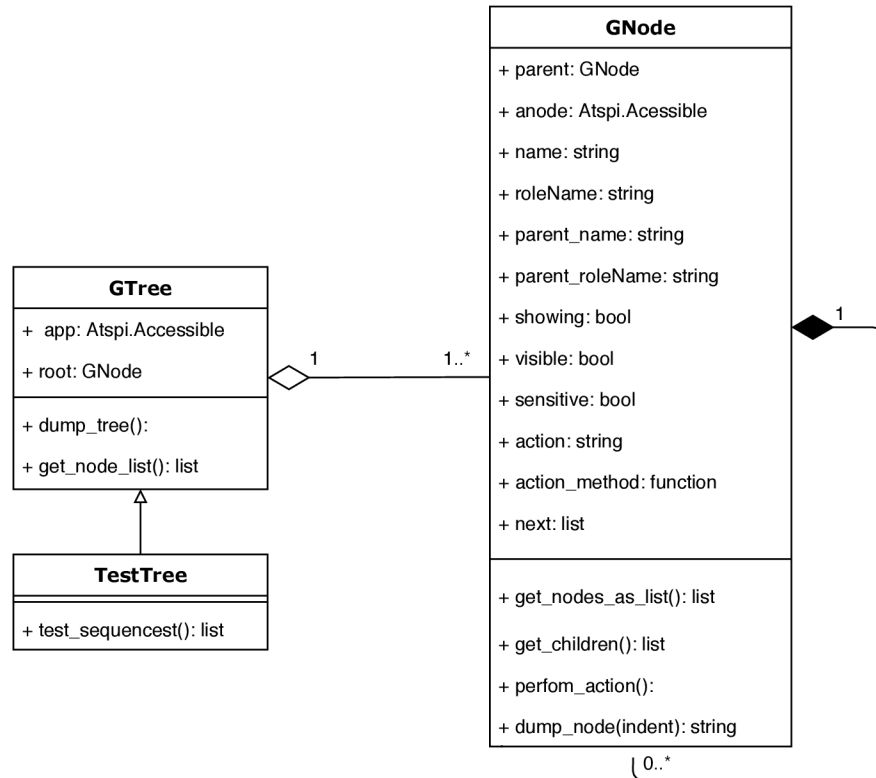 GNode
+ parent: GNode
+ anode: Atspi.Acessible
+ name: string
+ roleName: string
+ parent_name: string
+ parent_roleName: string
+ showing: bool
+ visible: bool
+ sensitive: bool
+ action: string
+ action_method: function
+ next: list
+ get_nodes_as_list(): list
+ get_children(): list
+ perfom_action():
+ dump_node(indent): string
1
0..*
GTree
+ app: Atspi.Accessible
+ root: GNode
+ dump_tree():
+ get_node_list(): list
1
1..*
TestTree
+ test_sequencest(): list